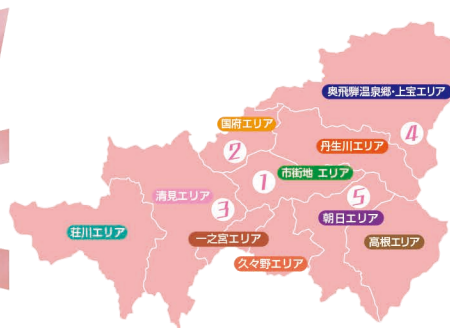 奥飛騨温泉郷・上宝エリア
国府エリア
4
丹生川エリア
2
市街地 エリア
1
清見エリア
5
3
朝日エリア
荘川エリア
一之宮エリア
高根エリア
久々野エリア